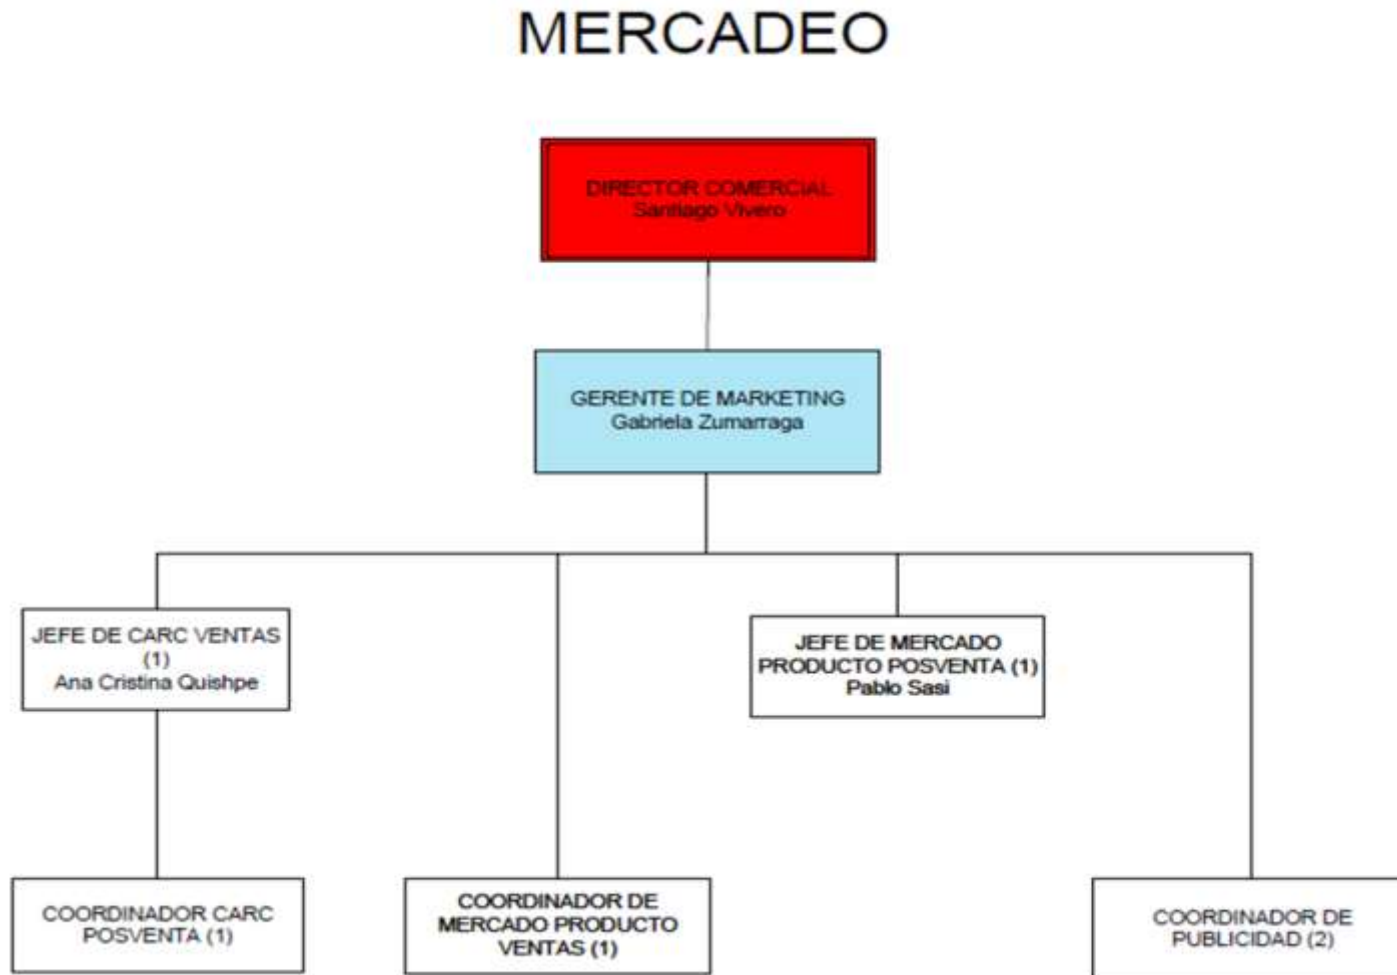 MERCADEO
DIRECTOR COMERCIAL
Santiago Vivero
GERENTE DE MARKETING
Gabriela Zumarraga
JEFE DE CARC VENTAS
(1)
Ana Cristina Quishpe
JEFE DE MERCADO
PRODUCTO POSVENTA (1)
Pablo Sasi
COORDINADOR CARC
POSVENTA (1)
COORDINADOR DE
MERCADO PRODUCTO
VENTAS (1)
COORDINADOR DE
PUBLICIDAD (2)